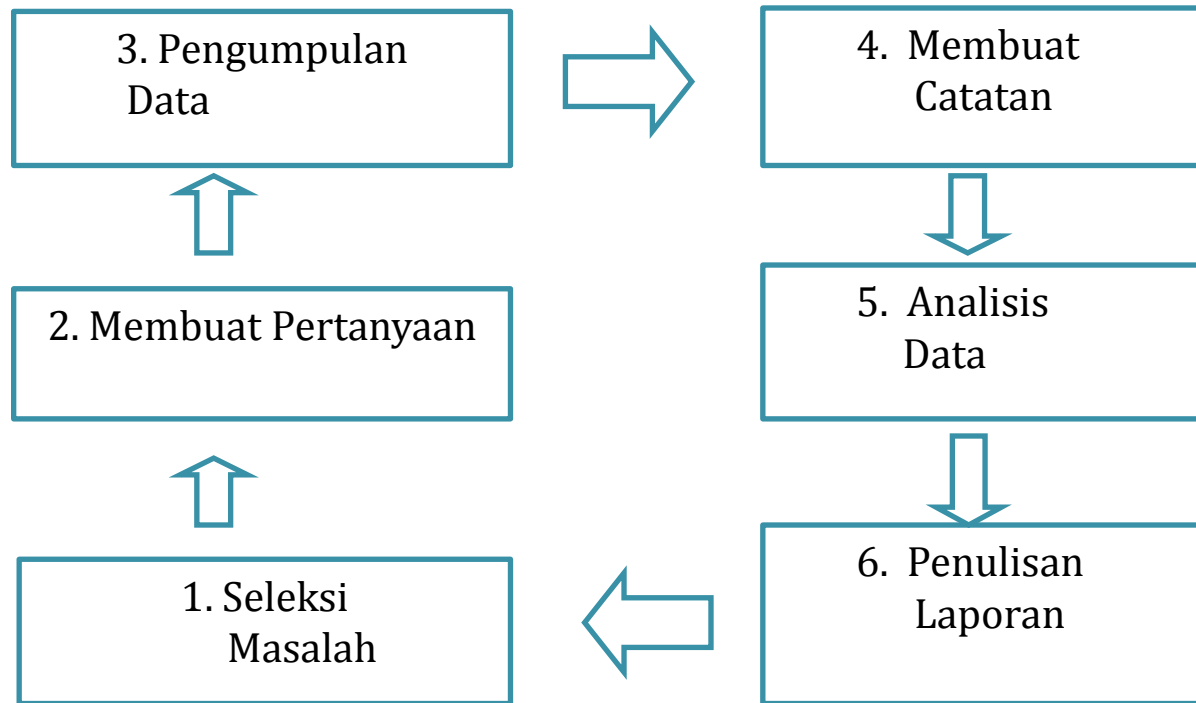 3. Pengumpulan
Data
4. Membuat
Catatan
2. Membuat Pertanyaan
5. Analisis
Data
1. Seleksi
Masalah
6. Penulisan
Laporan